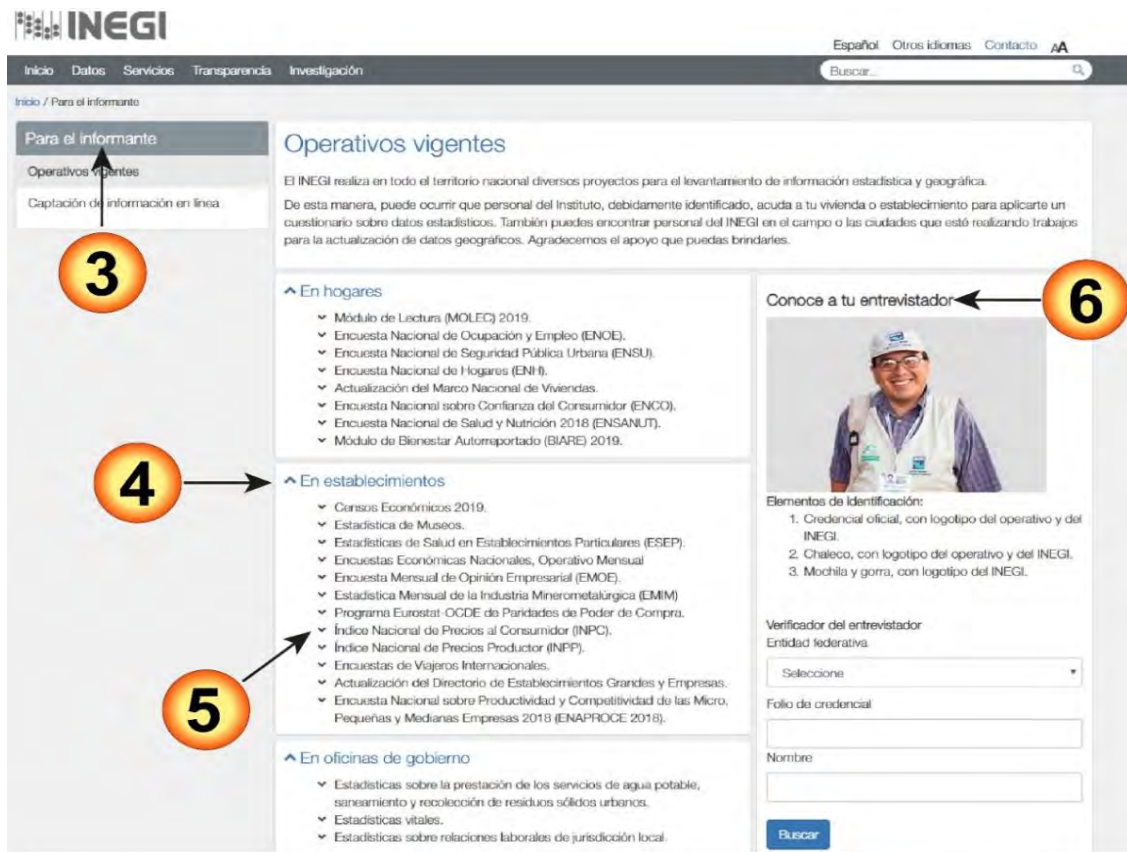 INEGI
Español Otros idiomas Contacto AA
Inicio Datos Servicios Transparencia Investigación
Buscar...
Inicio / Para el informante
Para el informante
Operativos vigentes
Captación de información en línea
3
Operativos vigentes
El INEGI realiza en todo el territorio nacional diversos proyectos para el levantamiento de información estadística y geográfica.
De esta manera, puede ocurrir que personal del Instituto, debidamente identificado, acuda a tu vivienda o establecimiento para aplicarte un
cuestionario sobre datos estadísticos. También puedes encontrar personal del INEGI en el campo o las ciudades que esté realizando trabajos
para la actualización de datos geográficos. Agradecemos el apoyo que puedas brindarles.
En hogares
Módulo de Lectura (MOLEC) 2019.
Encuesta Nacional de Ocupación y Empleo (ENOE).
Encuesta Nacional de Seguridad Pública Urbana (ENSU).
Encuesta Nacional de Hogares (ENH).
Actualización del Marco Nacional de Viviendas.
Encuesta Nacional sobre Confianza del Consumidor (ENCO).
Encuesta Nacional de Salud y Nutrición 2018 (ENSANUT).
Módulo de Bienestar Autorreportado (BIARE) 2019.
4
En establecimientos
Censos Económicos 2019.
Estadística de Museos.
Estadísticas de Salud en Establecimientos Particulares (ESEP).
Encuestas Económicas Nacionales, Operativo Mensual
Encuesta Mensual de Opinión Empresarial (EMOE).
Estadística Mensual de la Industria Minerometalúrgica (EMIM)
Programa Eurostat-OCDE de Paridades de Poder de Compra.
Índice Nacional de Precios al Consumidor (INPC).
Índice Nacional de Precios Productor (INPP).
Encuestas de Viajeros Internacionales.
Actualización del Directorio de Establecimientos Grandes y Empresas.
Encuesta Nacional sobre Productividad y Competitividad de las Micro,
Pequeñas y Medianas Empresas 2018 (ENAPROCE 2018).
5
En oficinas de gobierno
Estadísticas sobre la prestación de los servicios de agua potable,
saneamiento y recolección de residuos sólidos urbanos.
Estadísticas vitales.
Estadísticas sobre relaciones laborales de jurisdicción local.
Conoce a tu entrevistador
6
Elementos de Identificación:
1. Credencial oficial, con logotipo del operativo y del
INEGI.
2. Chaleco, con logotipo del operativo y del INEGI.
3. Mochila y gorra, con logotipo del INEGI.
Verificador del entrevistador
Entidad federativa
Seleccione
Folio de credencial
Nombre
Buscar